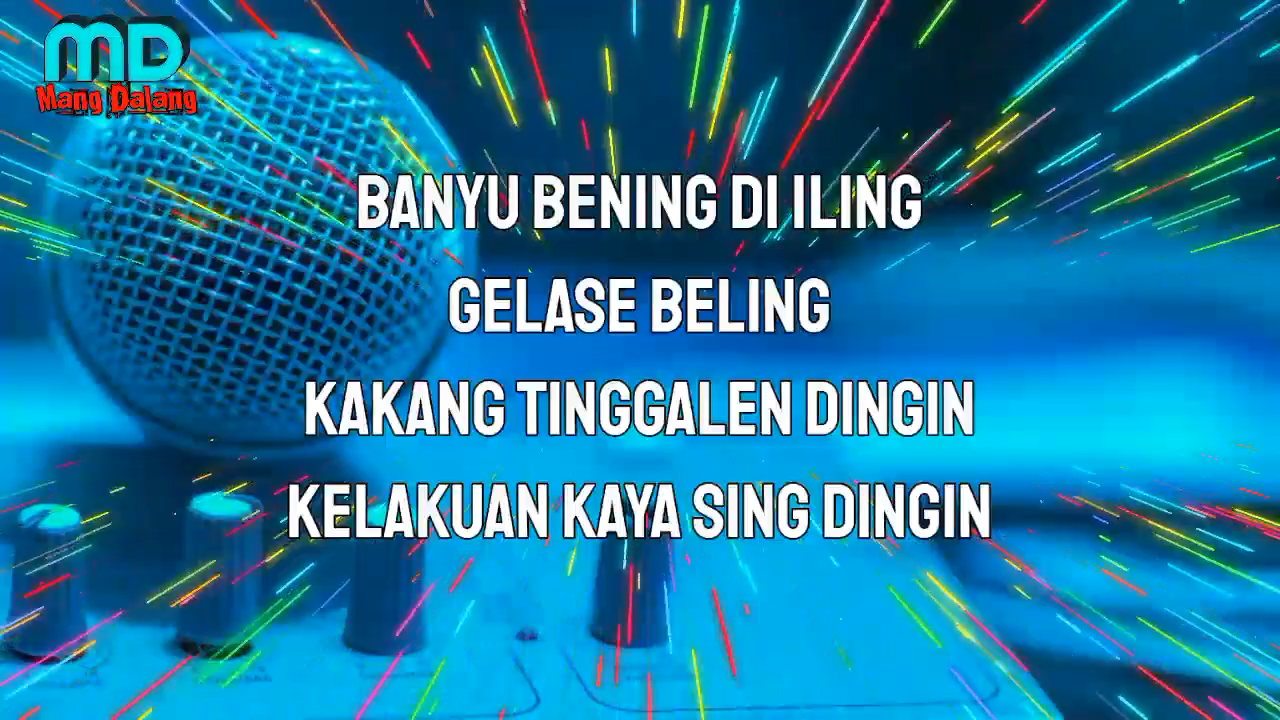 MD
Mang Dalang
BANYU BENING DI ILING
GELASE BELING
KAKANG TINGGALEN DINGIN
KELAKUAN KAYA SING DINGIN